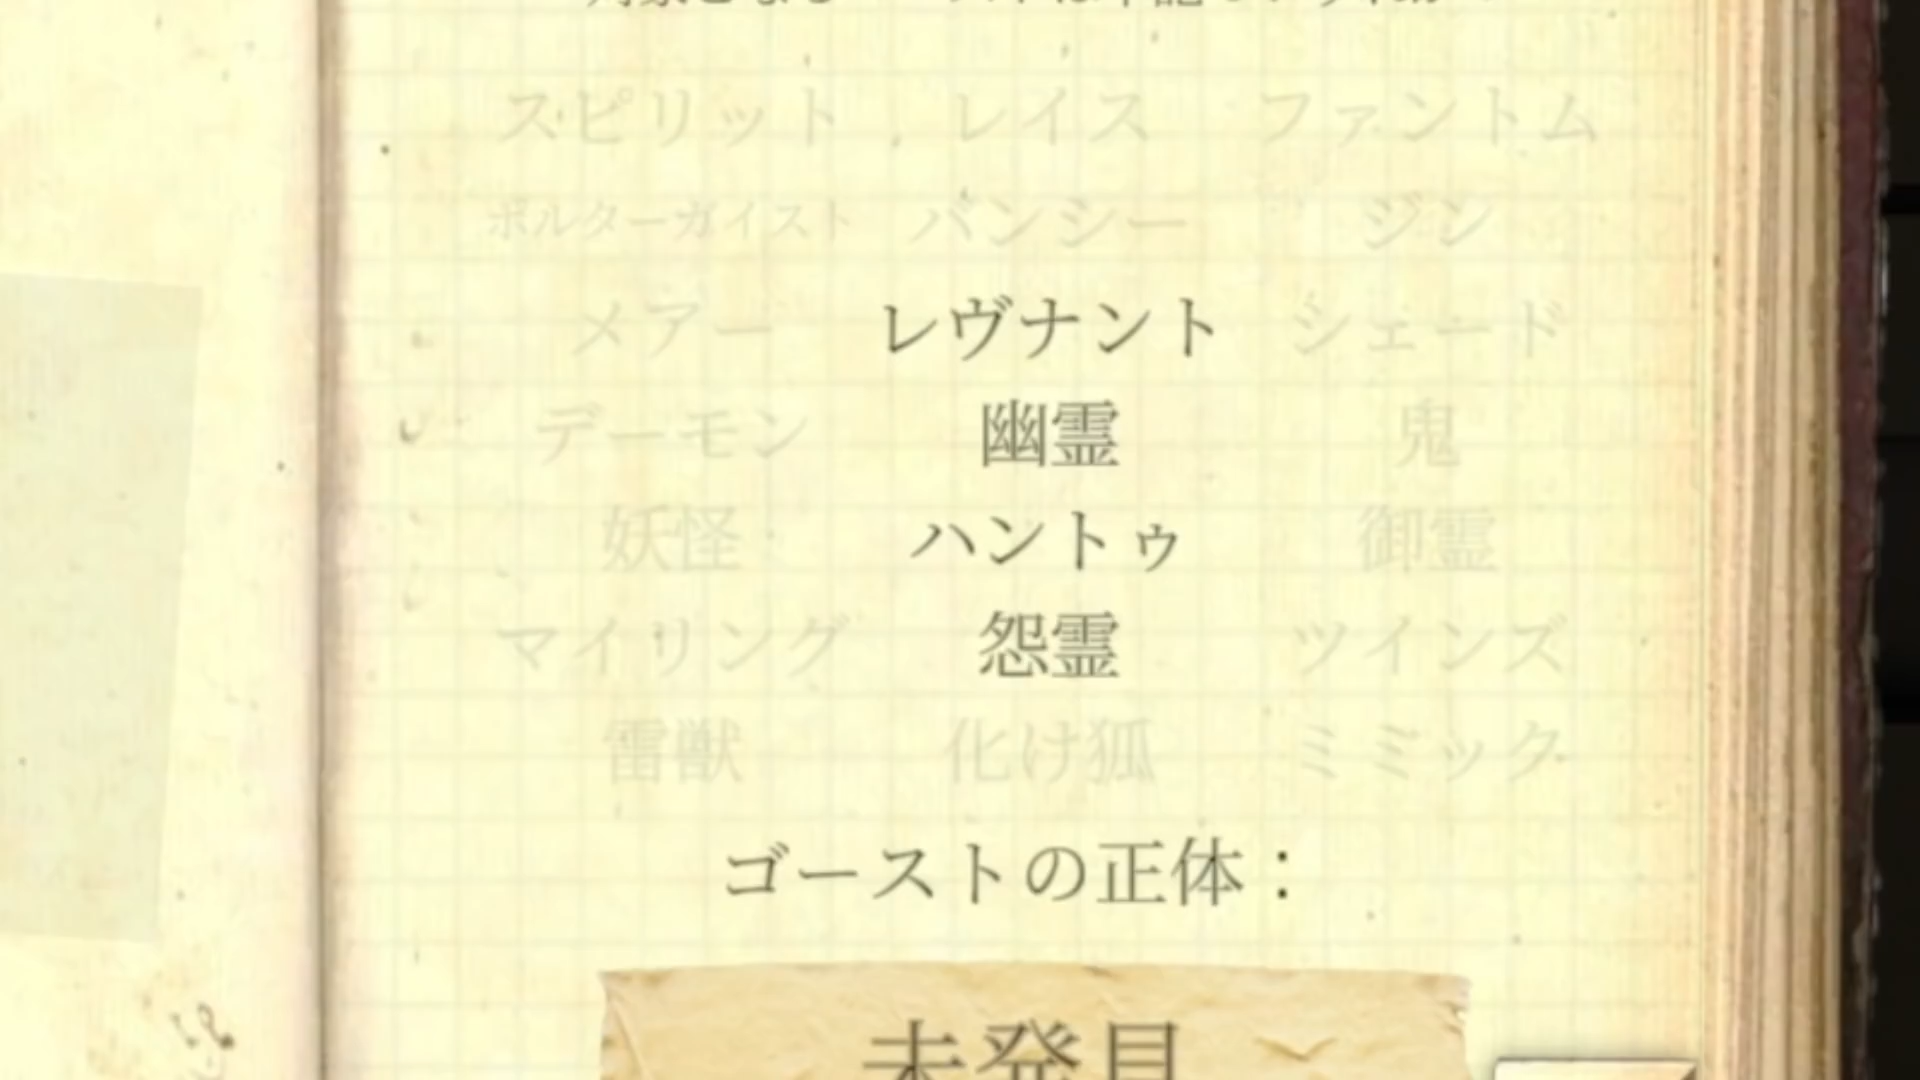 スピリット レイス ファントム
ポルターガイスト バンシー ジン
メアー レヴナント シェード
デーモン 幽霊 鬼
妖怪 ハントゥ 御霊
マイリング 怨霊 ツインズ
雷獣 化け狐 ミミック
ゴーストの正体：
未発見